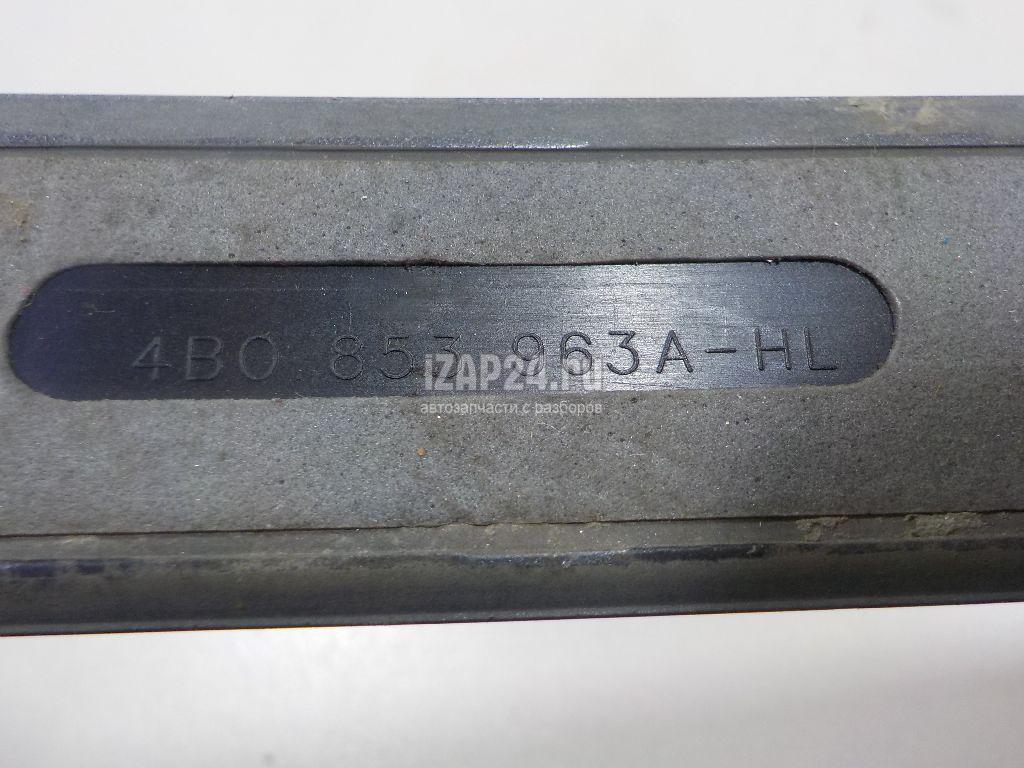 4B0 853 963A-HL
iZAP24.ru
автозапчасти с разборов